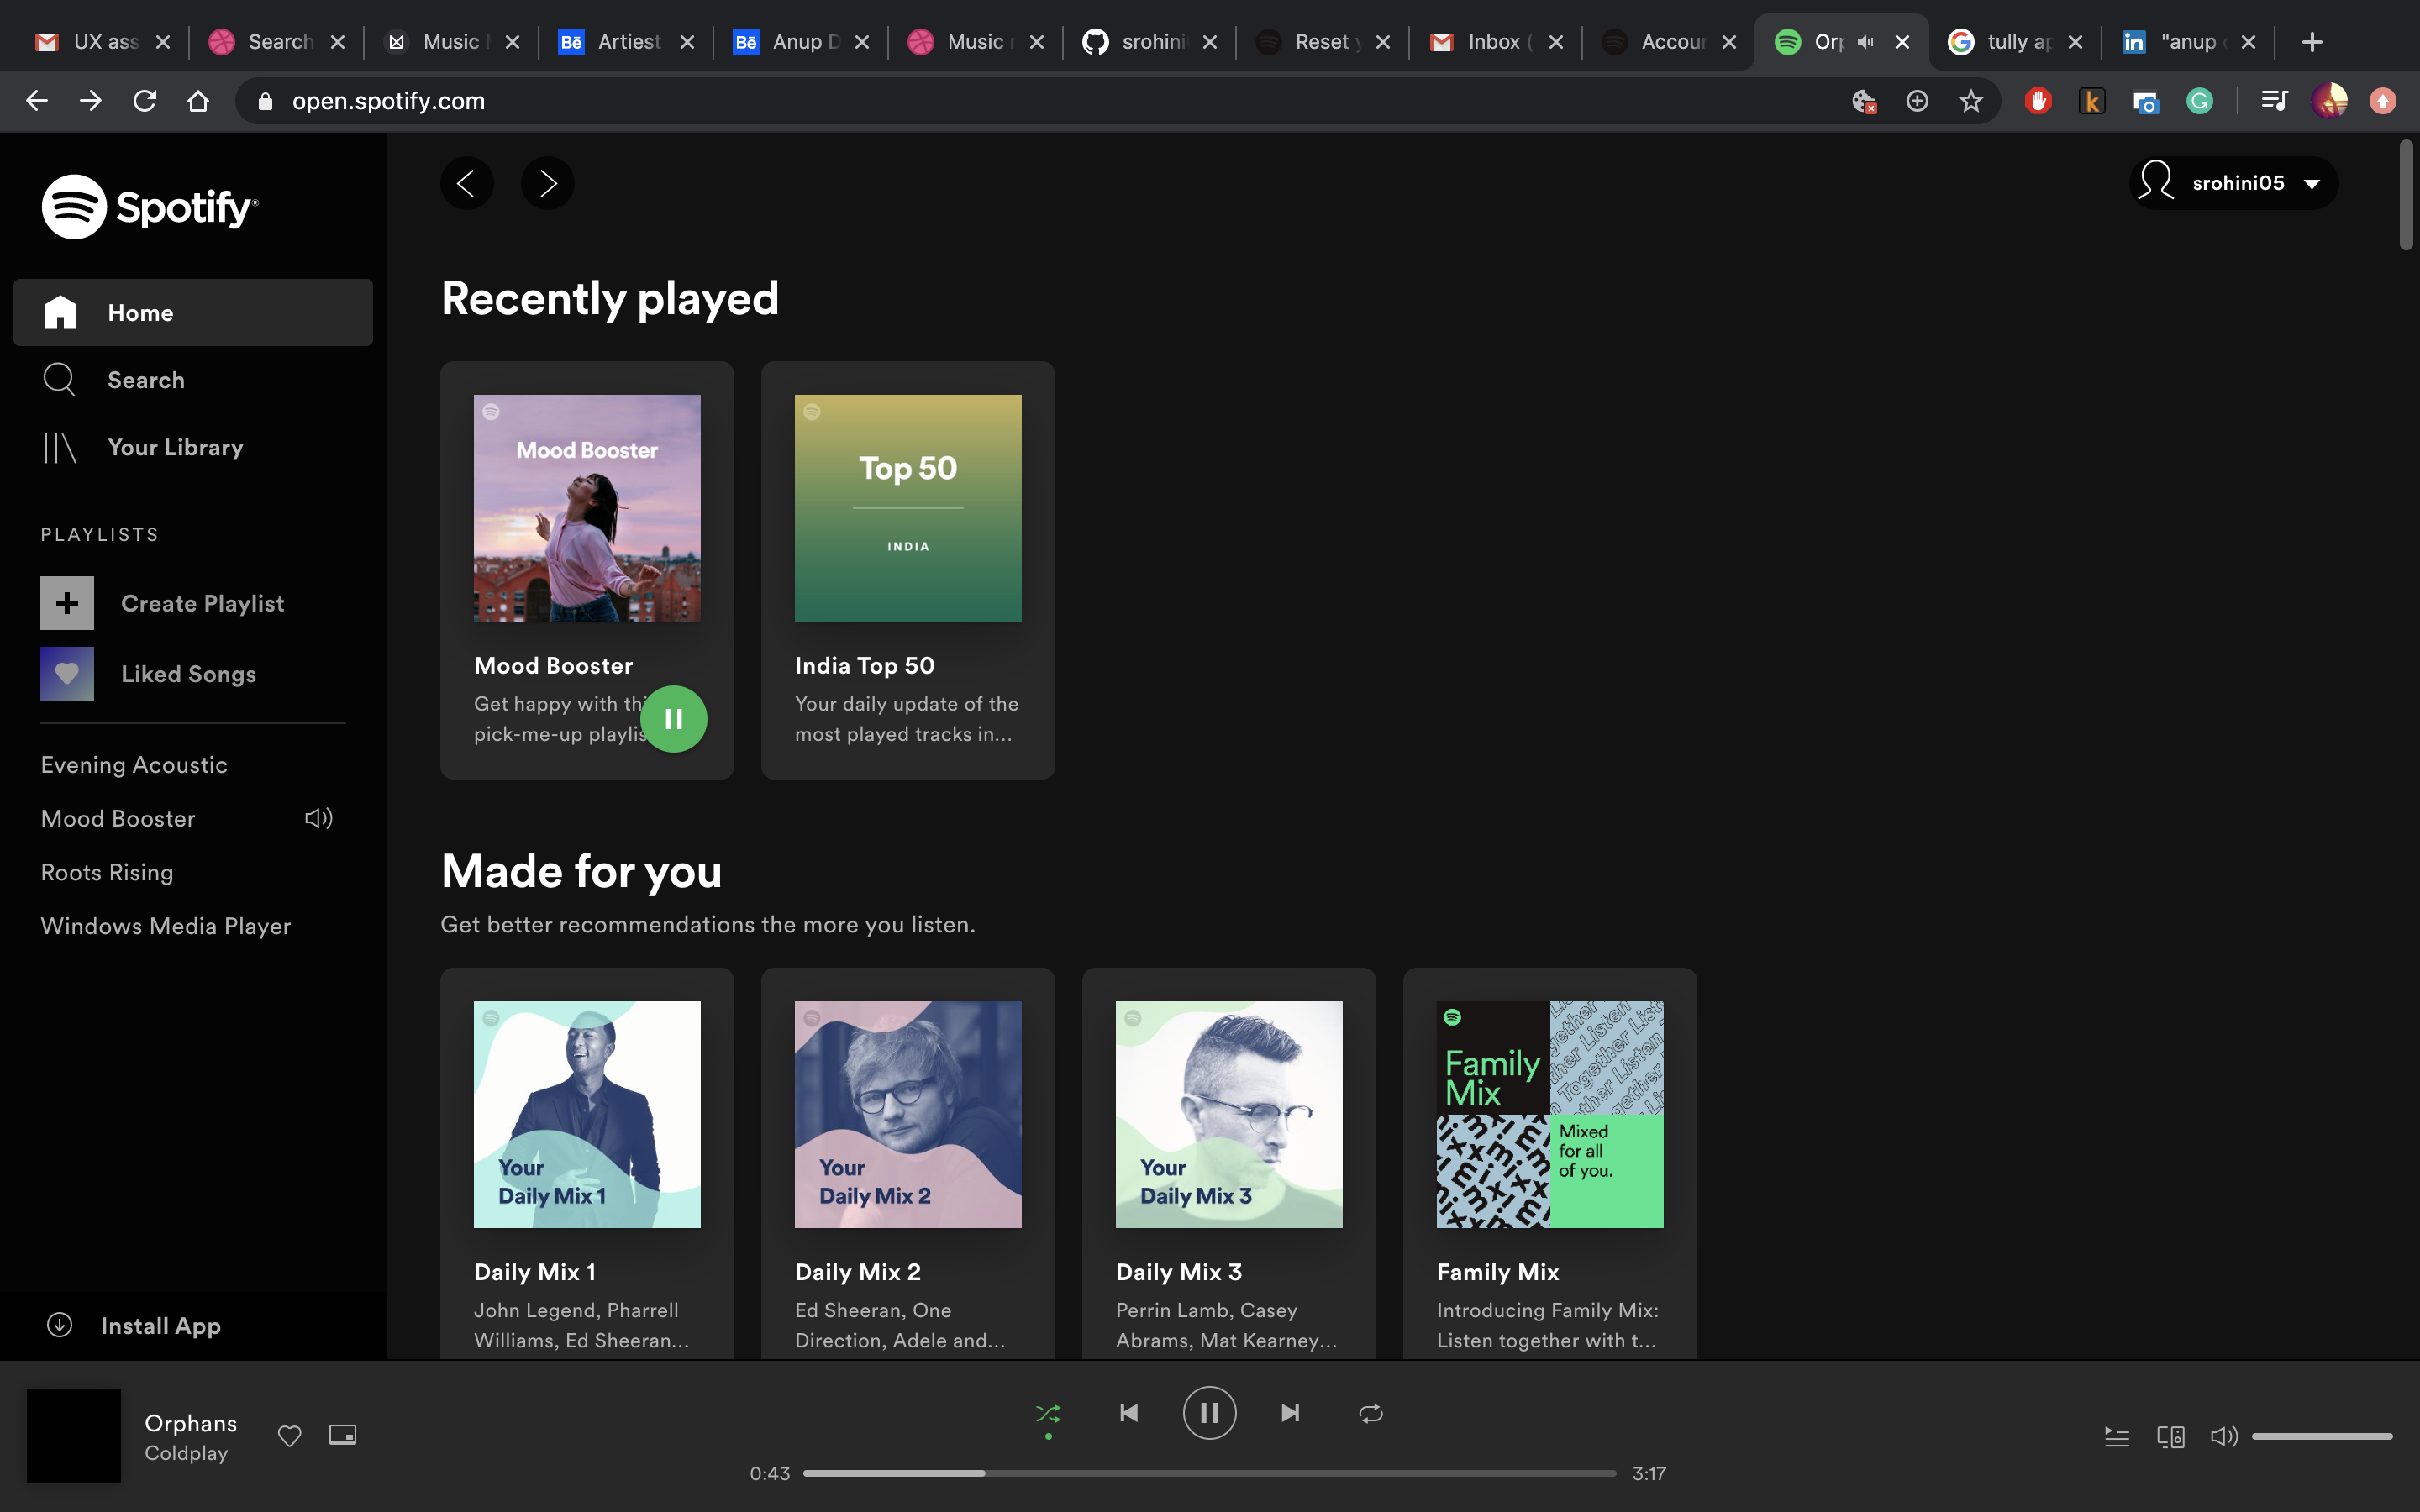 UX ass
Search
Music
Artiest
Anup D
Music
srohini
Reset y
Inbox (
Accour
Orp
tully ap
"anup
open.spotify.com
Spotify®
srohini05
Home
Search
Your Library
PLAYLISTS
Create Playlist
Liked Songs
Evening Acoustic
Mood Booster
Roots Rising
Windows Media Player
Install App
Recently played
Mood Booster
Mood Booster
Get happy with thi
pick-me-up playlis
Top 50
INDIA
India Top 50
Your daily update of the
most played tracks in...
Made for you
Get better recommendations the more you listen.
Your
Daily Mix 1
Daily Mix 1
John Legend, Pharrell
Williams, Ed Sheeran...
Your
Daily Mix 2
Daily Mix 2
Ed Sheeran, One
Direction, Adele and...
Your
Daily Mix 3
Daily Mix 3
Perrin Lamb, Casey
Abrams, Mat Kearney...
Family
Mix
Mixed
for all
of you.
Family Mix
Introducing Family Mix:
Listen together with t...
Orphans
Coldplay
0:43
3:17